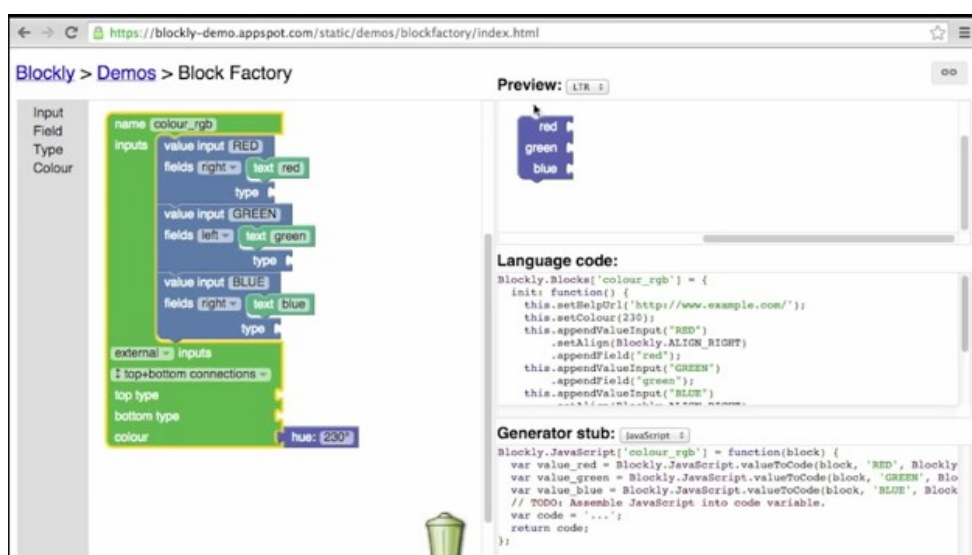 https://blockly-demo.appspot.com/static/demos/blockfactory/index.html
Blockly > Demos > Block Factory
Input
Field
Type
Colour
name colour_rgb
inputs value input RED
fields right text red
type
value input GREEN
fields left text green
type
value input BLUE
fields right text blue
type
external inputs
↕ top+bottom connections
top type
bottom type
colour hue: 230°
Preview: LTR
red
green
blue
Language code:
Blockly.Blocks['colour_rgb'] = {
init: function() {
this.setHelpUrl('http://www.example.com/');
this.setColour(230);
this.appendValueInput("RED")
.setAlign(Blockly.ALIGN_RIGHT)
.appendField("red");
this.appendValueInput("GREEN")
.appendField("green");
this.appendValueInput("BLUE")
Generator stub: JavaScript
Blockly.JavaScript['colour_rgb'] = function(block) {
var value_red = Blockly.JavaScript.valueToCode(block, 'RED', Blockly
var value_green = Blockly.JavaScript.valueToCode(block, 'GREEN', Blo
var value_blue = Blockly.JavaScript.valueToCode(block, 'BLUE', Block
// TODO: Assemble JavaScript into code variable.
var code = '...';
return code;
};